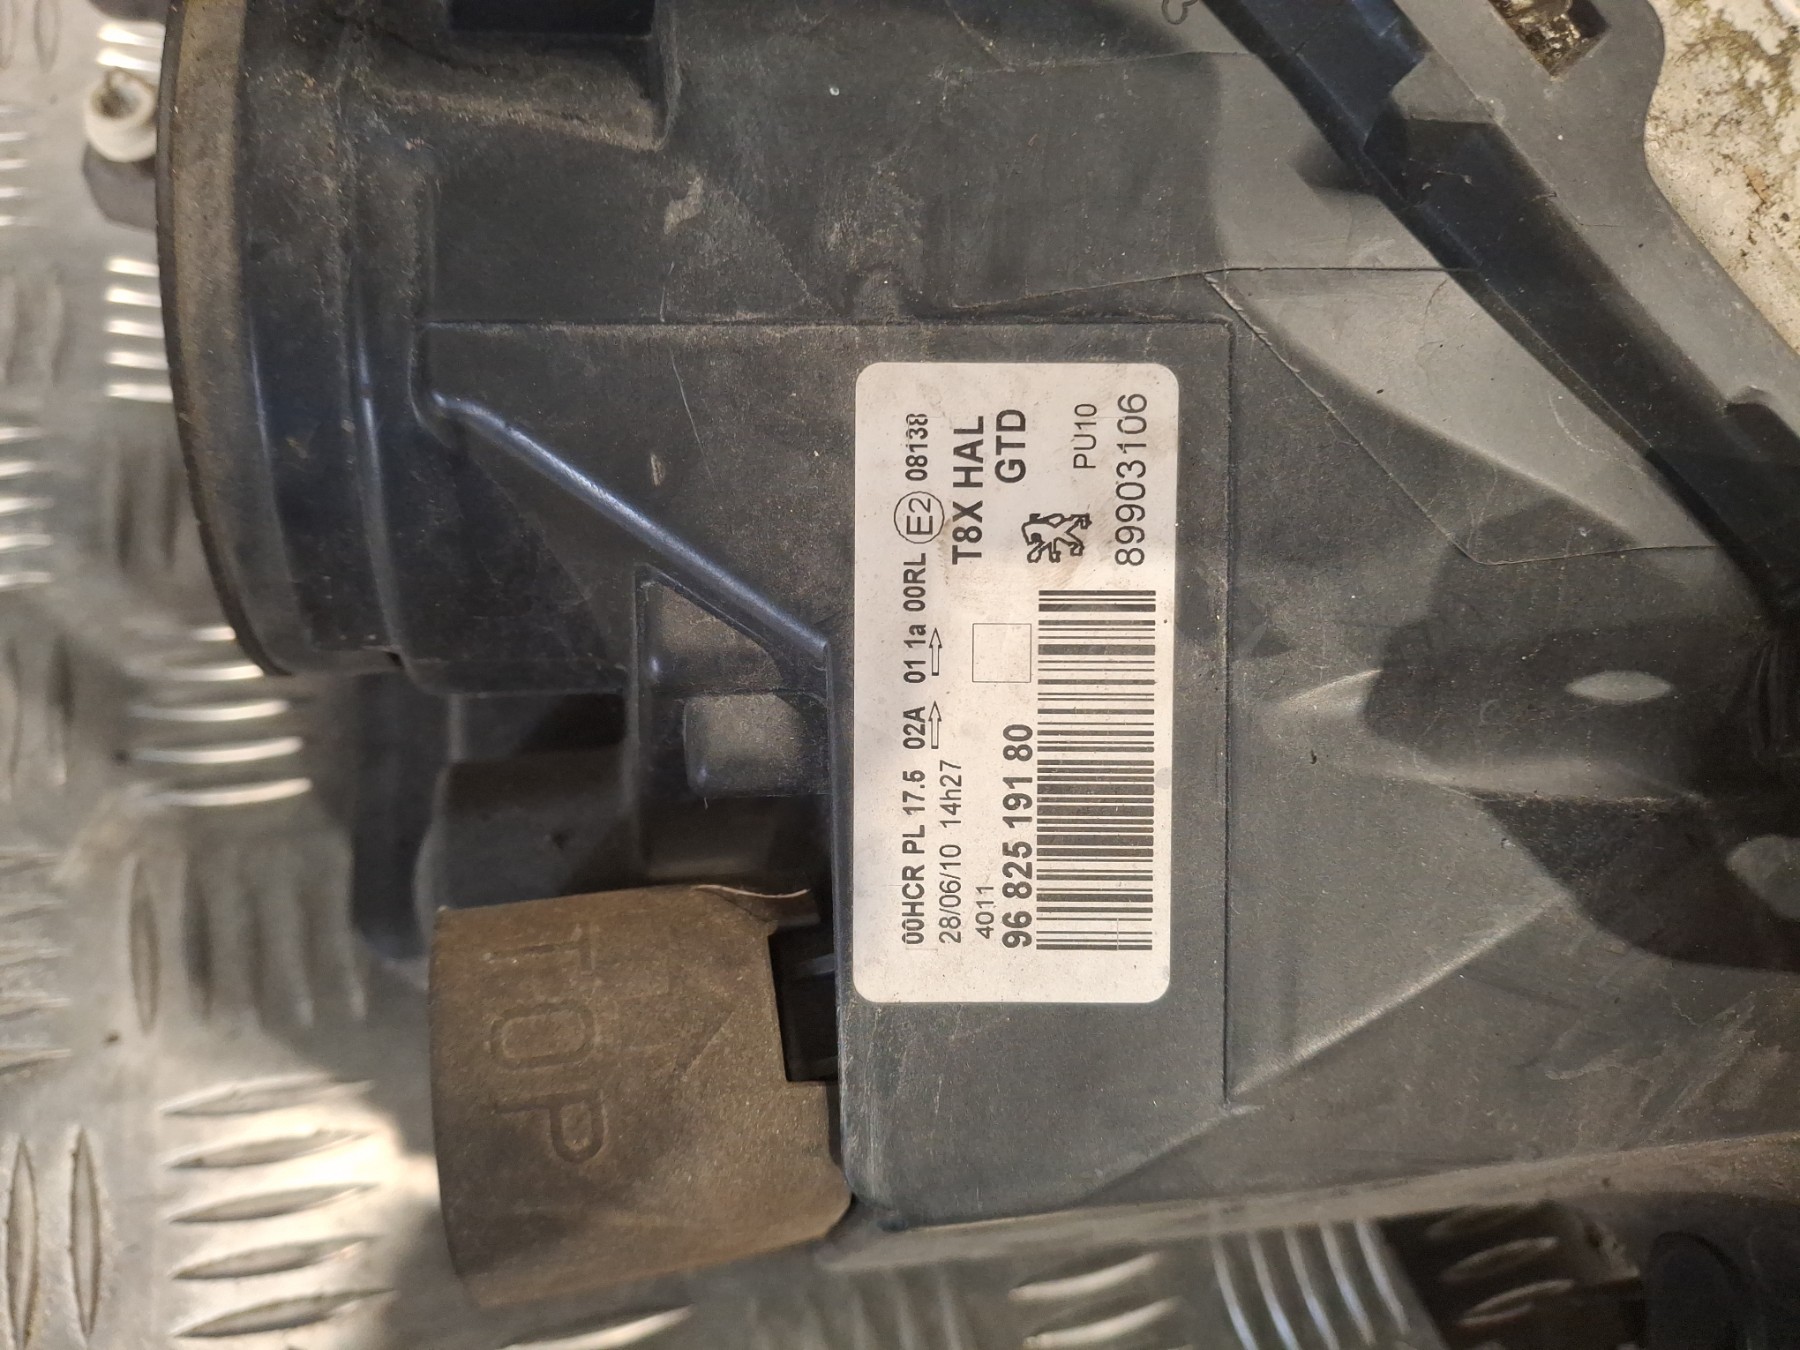 00HCR PL 17.5 02A 01 1a 00RL E2 08138
28/06/10 14h27
T8X HAL
4011
GTD
96 825 191 80
PU10
89903106
TOP